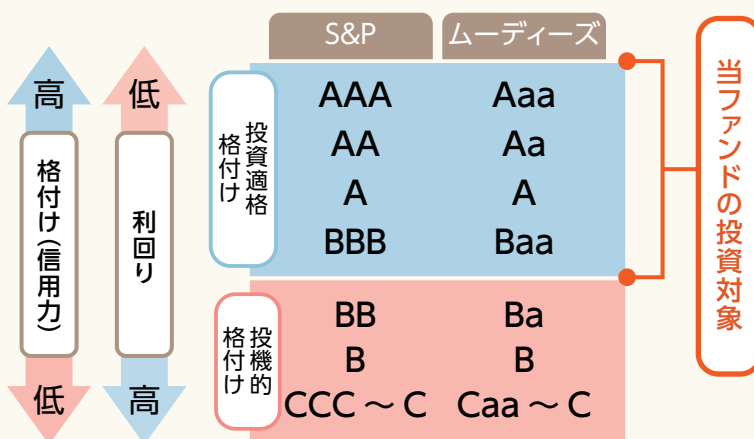 S&P ムーディーズ
高 低
格付け(信用力)
利回り
低 高
投資適格
格付け
AAA Aaa
AA Aa
A A
BBB Baa
投機的
格付け
BB Ba
B B
CCC ～ C Caa ～ C
当ファンドの投資対象